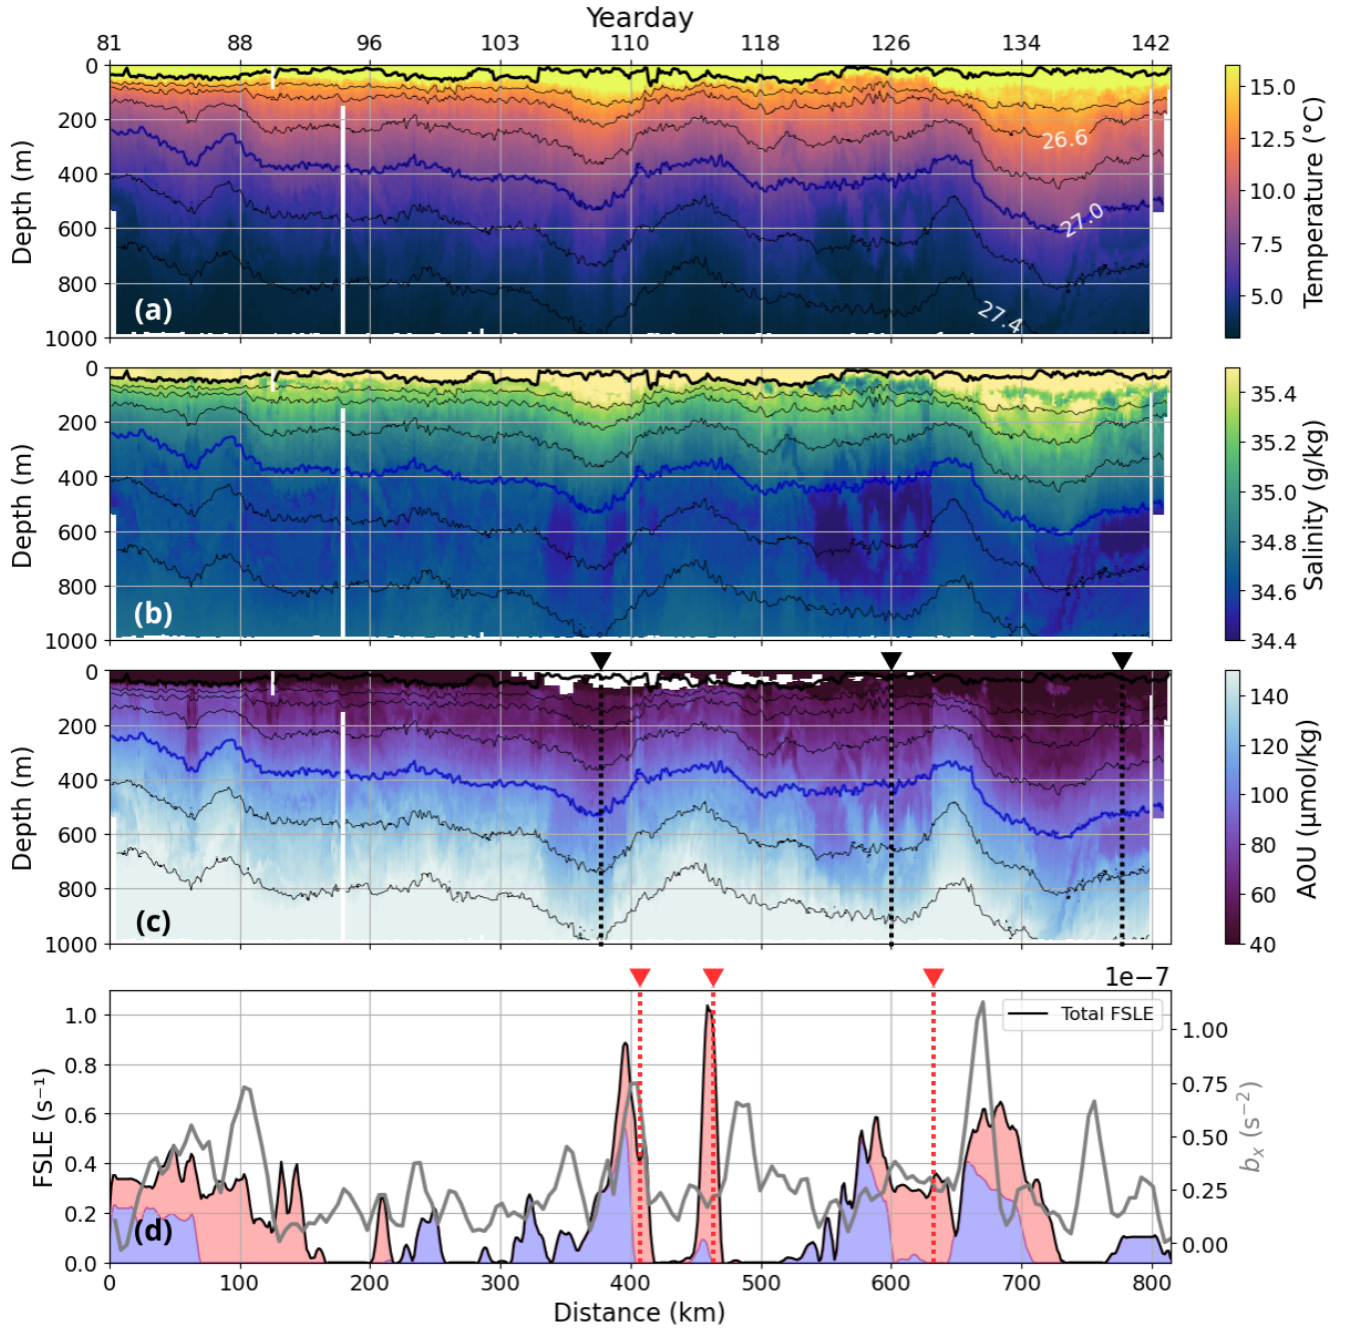 Yearday
81 88 96 103 110 118 126 134 142
0
200
400
600
800
1000
Depth (m)
(a)
26.6
27.0
27.4
15.0
12.5
10.0
7.5
5.0
Temperature (°C)
0
200
400
600
800
1000
Depth (m)
(b)
35.4
35.2
35.0
34.8
34.6
34.4
Salinity (g/kg)
0
200
400
600
800
1000
Depth (m)
(c)
140
120
100
80
60
40
AOU (μmol/kg)
1e−7
1.0
0.8
0.6
0.4
0.2
0.0
FSLE (s⁻¹)
(d)
Total FSLE
1.00
0.75
0.50
0.25
0.00
bₓ (s⁻²)
0 100 200 300 400 500 600 700 800
Distance (km)